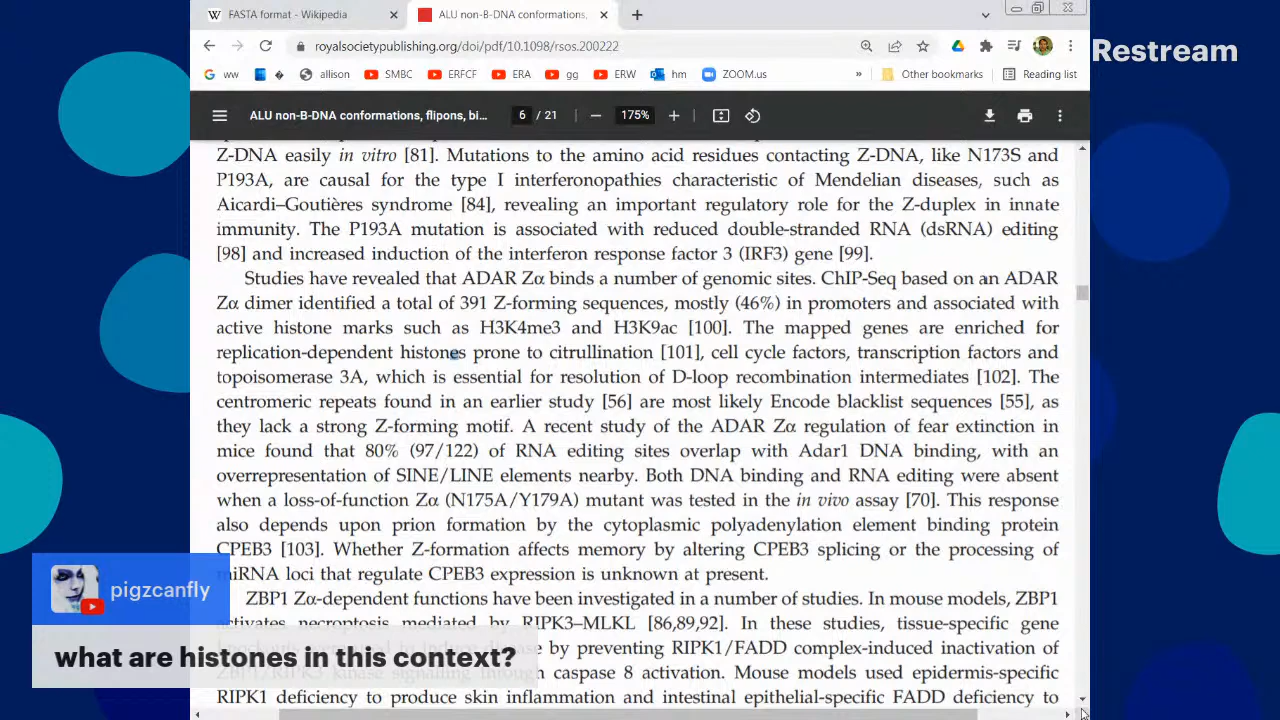 FASTA format - Wikipedia
ALU non-B-DNA conformations,
Restream
royalsocietypublishing.org/doi/pdf/10.1098/rsos.200222
ww
allison
SMBC
ERFCF
ERA
gg
ERW
hm
ZOOM.us
»
Other bookmarks
Reading list
ALU non-B-DNA conformations, flipons, bi...
6 / 21
175%
Z-DNA easily in vitro [81]. Mutations to the amino acid residues contacting Z-DNA, like N173S and
P193A, are causal for the type I interferonopathies characteristic of Mendelian diseases, such as
Aicardi–Goutières syndrome [84], revealing an important regulatory role for the Z-duplex in innate
immunity. The P193A mutation is associated with reduced double-stranded RNA (dsRNA) editing
[98] and increased induction of the interferon response factor 3 (IRF3) gene [99].
Studies have revealed that ADAR Zα binds a number of genomic sites. ChIP-Seq based on an ADAR
Zα dimer identified a total of 391 Z-forming sequences, mostly (46%) in promoters and associated with
active histone marks such as H3K4me3 and H3K9ac [100]. The mapped genes are enriched for
replication-dependent histones prone to citrullination [101], cell cycle factors, transcription factors and
topoisomerase 3A, which is essential for resolution of D-loop recombination intermediates [102]. The
centromeric repeats found in an earlier study [56] are most likely Encode blacklist sequences [55], as
they lack a strong Z-forming motif. A recent study of the ADAR Zα regulation of fear extinction in
mice found that 80% (97/122) of RNA editing sites overlap with Adar1 DNA binding, with an
overrepresentation of SINE/LINE elements nearby. Both DNA binding and RNA editing were absent
when a loss-of-function Zα (N175A/Y179A) mutant was tested in the in vivo assay [70]. This response
also depends upon prion formation by the cytoplasmic polyadenylation element binding protein
CPEB3 [103]. Whether Z-formation affects memory by altering CPEB3 splicing or the processing of
miRNA loci that regulate CPEB3 expression is unknown at present.
ZBP1 Zα-dependent functions have been investigated in a number of studies. In mouse models, ZBP1
activates necroptosis mediated by RIPK3–MLKL [86,89,92]. In these studies, tissue-specific gene
by preventing RIPK1/FADD complex-induced inactivation of
ZBP1/RIPK3 kinase signalling through caspase 8 activation. Mouse models used epidermis-specific
RIPK1 deficiency to produce skin inflammation and intestinal epithelial-specific FADD deficiency to
pigzcanfly
what are histones in this context?